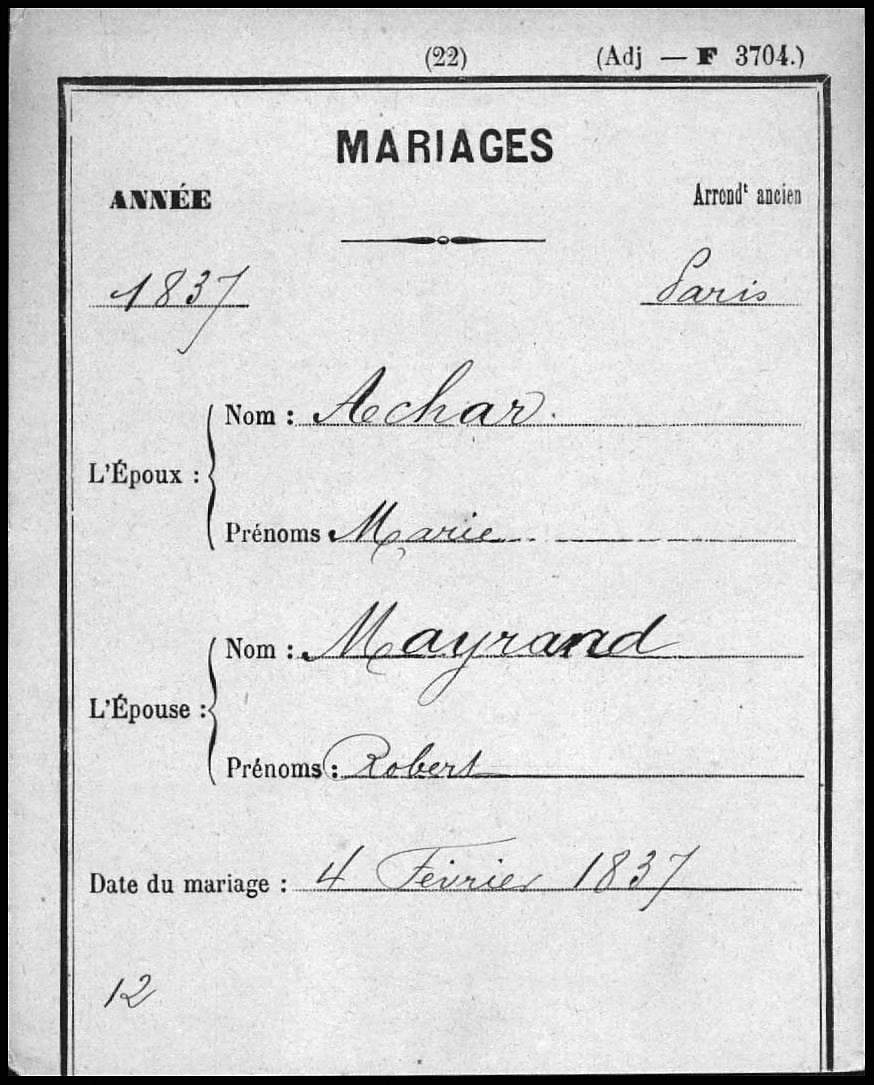 (22) (Adj — F 3704.)
MARIAGES
ANNÉE Arrondt ancien
1837 Paris
Nom : Achar
L'Époux :
Prénoms Marie
Nom : Mayrand
L'Épouse :
Prénoms : Robert
Date du mariage : 4 Février 1837
12